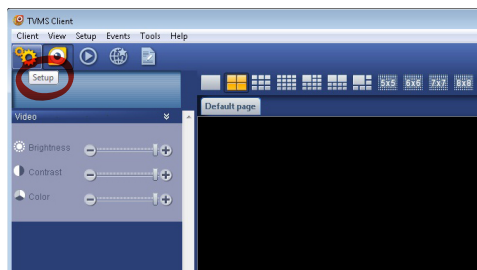 TVMS Client
Client View Setup Events Tools Help
Setup
5x5 6x6 7x7 8x8
Default page
Video
Brightness
Contrast
Color